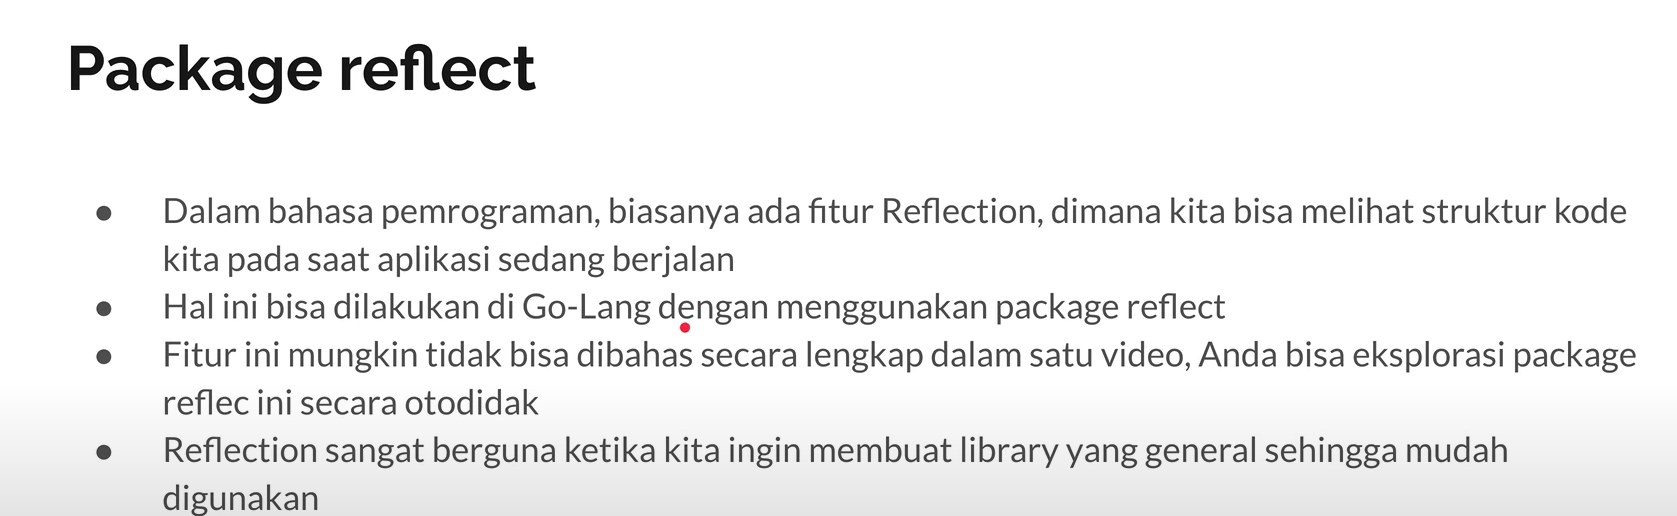 Package reflect
● Dalam bahasa pemrograman, biasanya ada fitur Reflection, dimana kita bisa melihat struktur kode
kita pada saat aplikasi sedang berjalan
● Hal ini bisa dilakukan di Go-Lang dengan menggunakan package reflect
● Fitur ini mungkin tidak bisa dibahas secara lengkap dalam satu video, Anda bisa eksplorasi package
reflec ini secara otodidak
● Reflection sangat berguna ketika kita ingin membuat library yang general sehingga mudah
digunakan